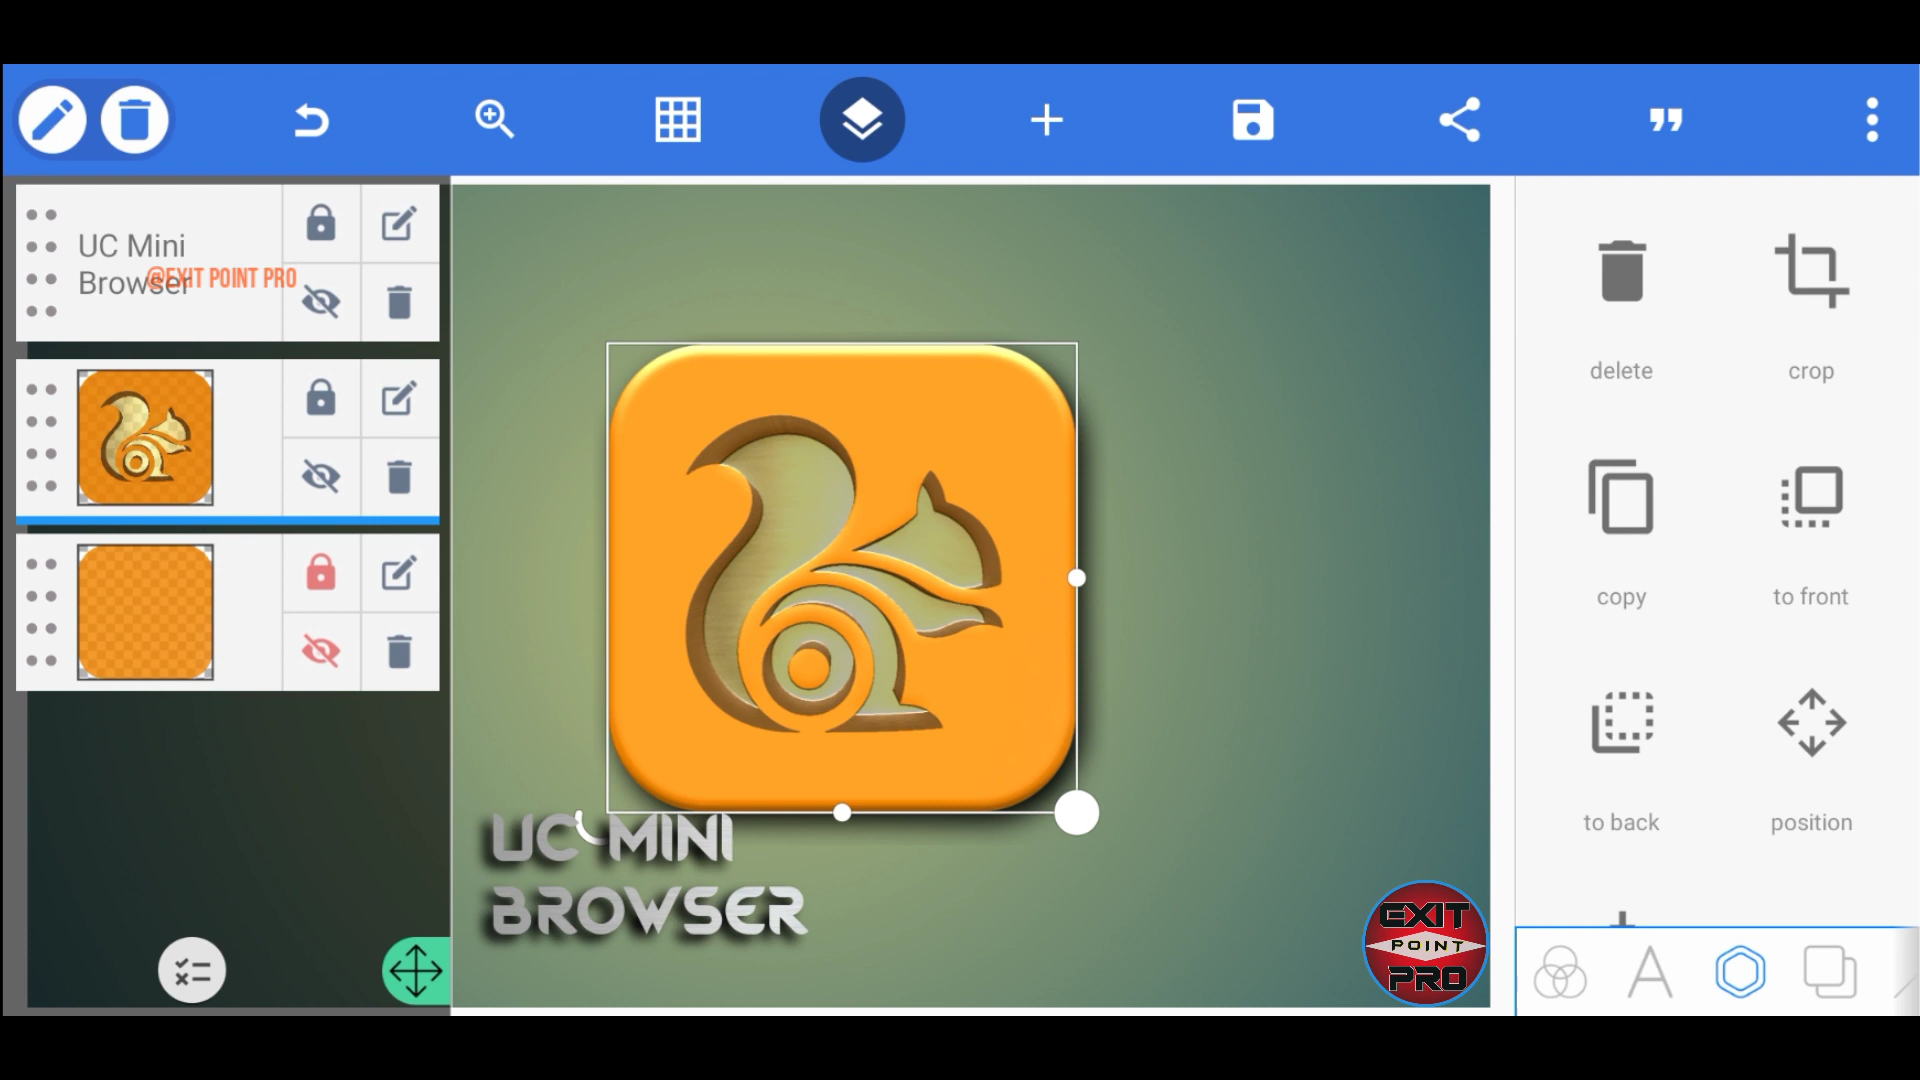 UC Mini
Browser
@EXIT POINT PRO
UC MINI
BROWSER
EXIT
POINT
PRO
delete
crop
copy
to front
to back
position